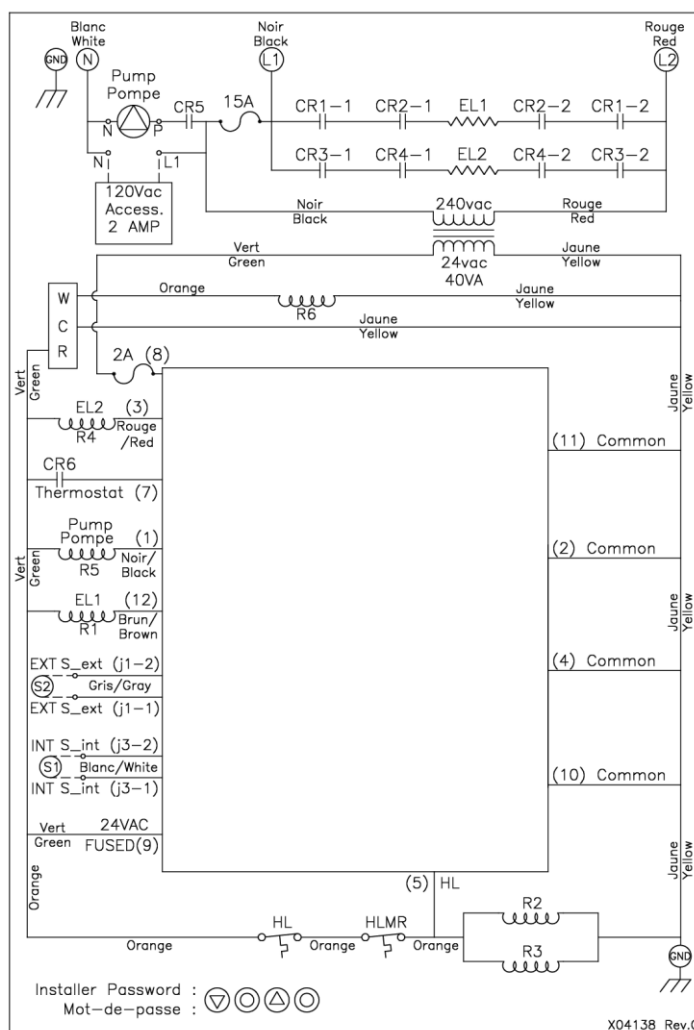 Blanc
White
Noir
Black
Rouge
Red
GND
N
L1
L2
Pump
Pompe
CR5
15A
CR1-1 CR2-1 EL1 CR2-2 CR1-2
N P
CR3-1 CR4-1 EL2 CR4-2 CR3-2
N L1
120Vac
Access.
2 AMP
Noir
Black
240vac
Rouge
Red
Vert
Green
24vac
40VA
Jaune
Yellow
W
C
R
Orange
R6
Jaune
Yellow
Jaune
Yellow
Vert
Green
2A (8)
Jaune
Yellow
EL2 (3)
R4 Rouge
/Red
(11) Common
CR6
Thermostat (7)
Pump
Pompe (1)
R5 Noir/
Black
(2) Common
Vert
Green
Jaune
Yellow
EL1 (12)
R1 Brun/
Brown
EXT S_ext (j1-2)
S2 Gris/Gray
EXT S_ext (j1-1)
(4) Common
INT S_int (j3-2)
S1 Blanc/White
INT S_int (j3-1)
(10) Common
Vert 24VAC
Green FUSED(9)
Jaune
Yellow
Orange
(5) HL
R2
R3
HL HLMR
Orange Orange Orange
GND
Installer Password :
Mot-de-passe :